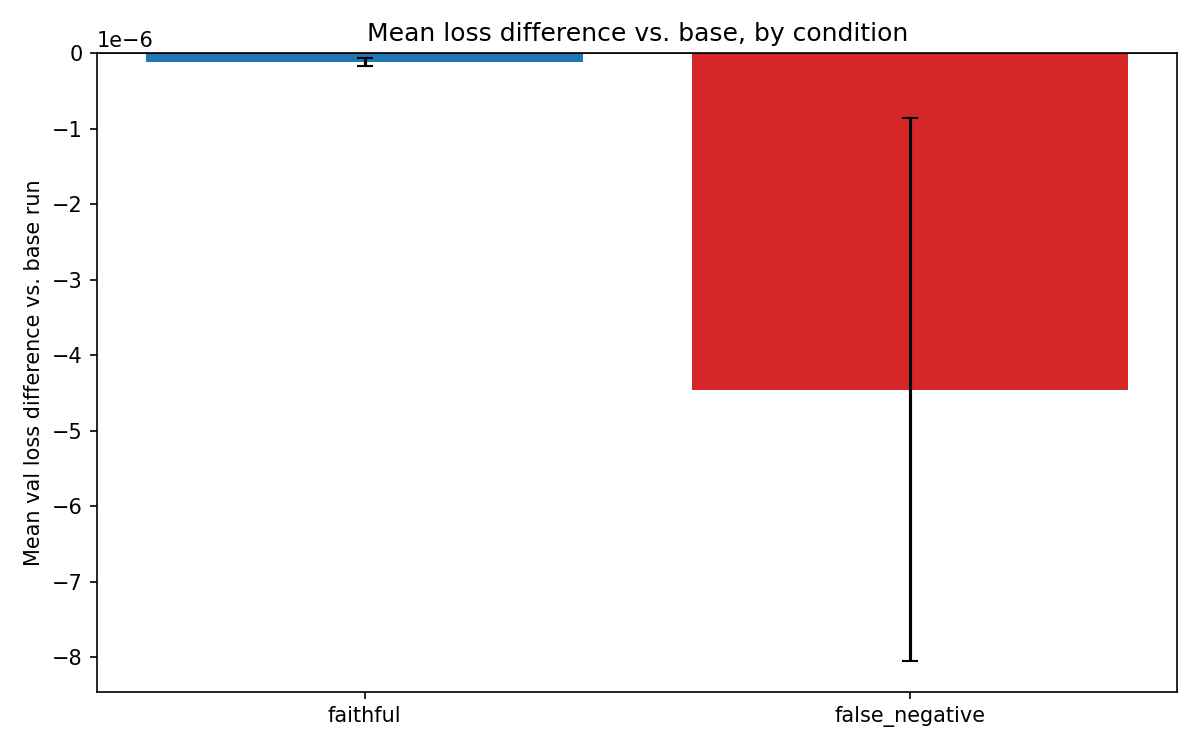 Mean loss difference vs. base, by condition
1e−6
0
−1
−2
−3
−4
−5
−6
−7
−8
Mean val loss difference vs. base run
faithful
false_negative